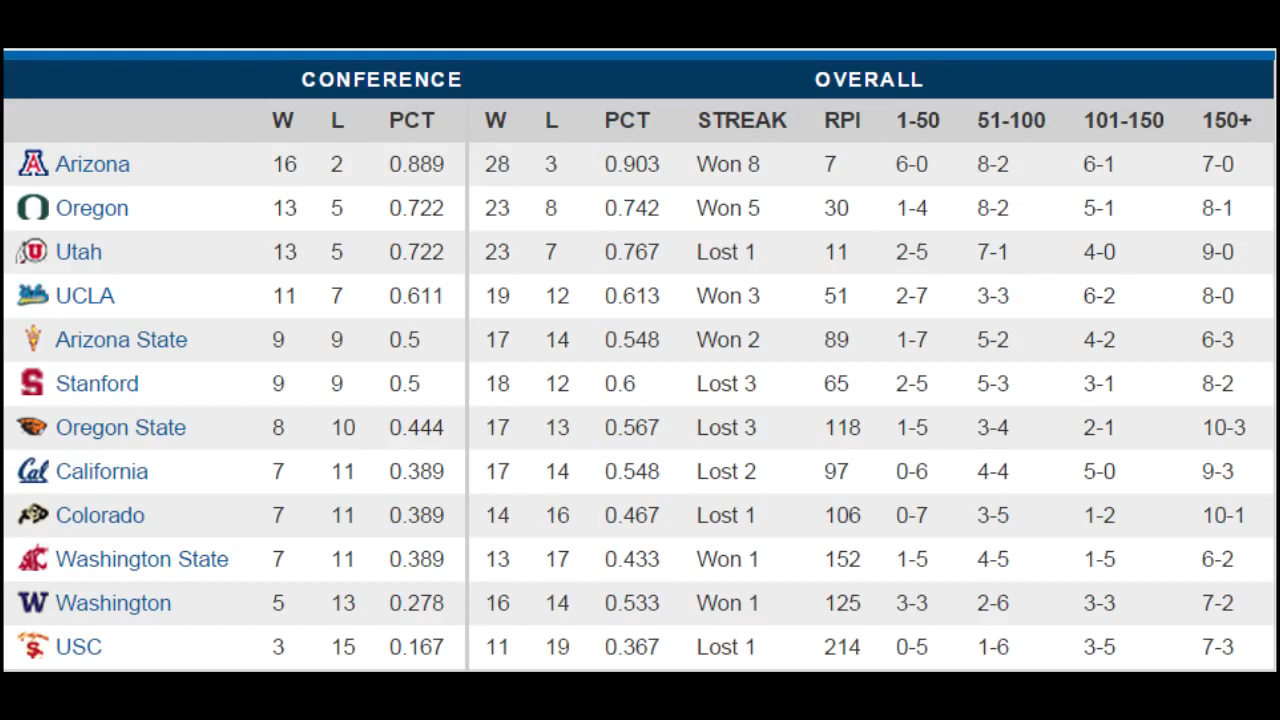 CONFERENCE OVERALL
W L PCT W L PCT STREAK RPI 1-50 51-100 101-150 150+
Arizona 16 2 0.889 28 3 0.903 Won 8 7 6-0 8-2 6-1 7-0
Oregon 13 5 0.722 23 8 0.742 Won 5 30 1-4 8-2 5-1 8-1
Utah 13 5 0.722 23 7 0.767 Lost 1 11 2-5 7-1 4-0 9-0
UCLA 11 7 0.611 19 12 0.613 Won 3 51 2-7 3-3 6-2 8-0
Arizona State 9 9 0.5 17 14 0.548 Won 2 89 1-7 5-2 4-2 6-3
Stanford 9 9 0.5 18 12 0.6 Lost 3 65 2-5 5-3 3-1 8-2
Oregon State 8 10 0.444 17 13 0.567 Lost 3 118 1-5 3-4 2-1 10-3
California 7 11 0.389 17 14 0.548 Lost 2 97 0-6 4-4 5-0 9-3
Colorado 7 11 0.389 14 16 0.467 Lost 1 106 0-7 3-5 1-2 10-1
Washington State 7 11 0.389 13 17 0.433 Won 1 152 1-5 4-5 1-5 6-2
Washington 5 13 0.278 16 14 0.533 Won 1 125 3-3 2-6 3-3 7-2
USC 3 15 0.167 11 19 0.367 Lost 1 214 0-5 1-6 3-5 7-3